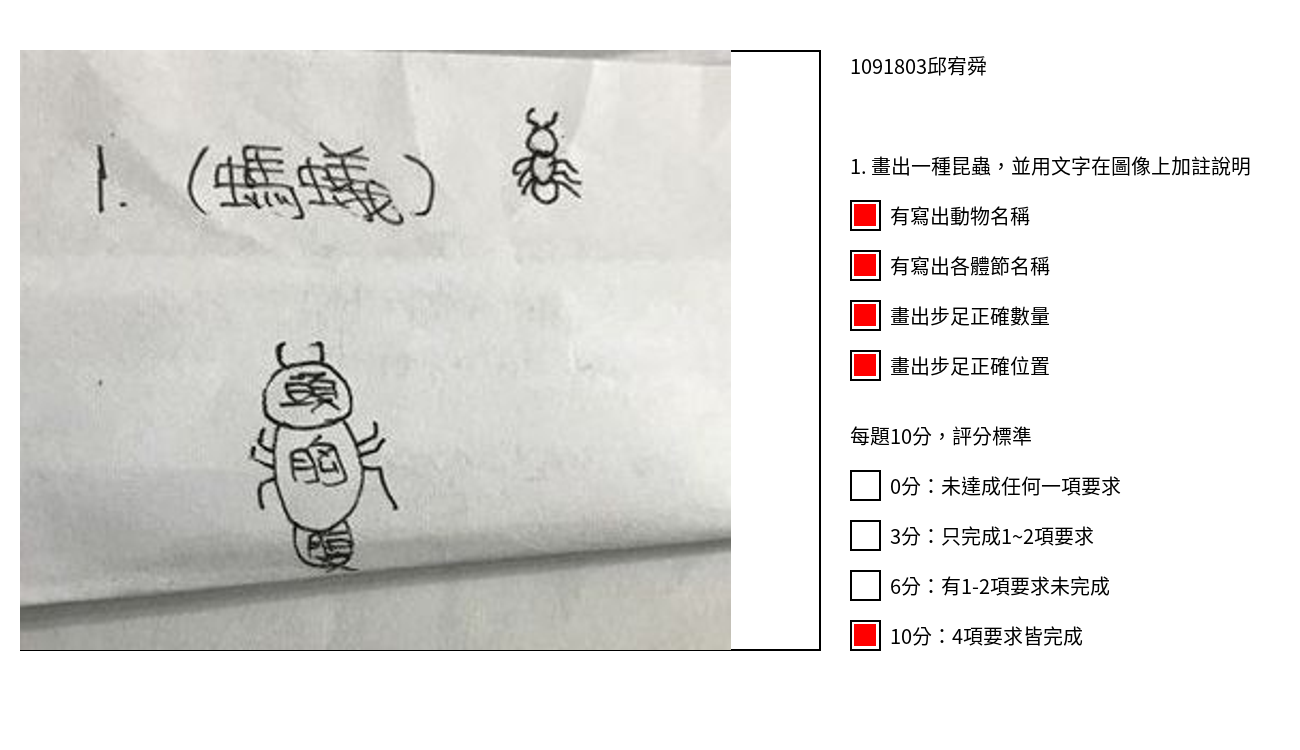 1. (螞蟻)
頭
胸
腹
1091803邱宥舜
1. 畫出一種昆蟲，並用文字在圖像上加註說明
有寫出動物名稱
有寫出各體節名稱
畫出步足正確數量
畫出步足正確位置
每題10分，評分標準
0分：未達成任何一項要求
3分：只完成1~2項要求
6分：有1-2項要求未完成
10分：4項要求皆完成